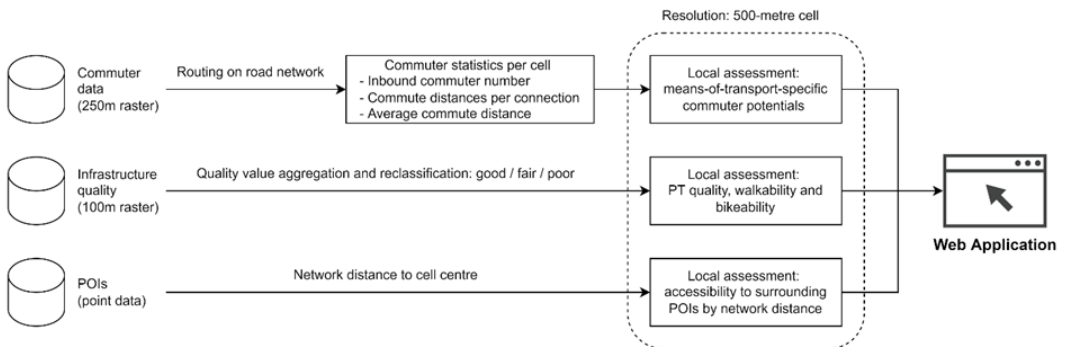 Resolution: 500-metre cell
Commuter
data
(250m raster)
Routing on road network
Commuter statistics per cell
- Inbound commuter number
- Commute distances per connection
- Average commute distance
Local assessment:
means-of-transport-specific
commuter potentials
Infrastructure
quality
(100m raster)
Quality value aggregation and reclassification: good / fair / poor
Local assessment:
PT quality, walkability and
bikeability
Web Application
POIs
(point data)
Network distance to cell centre
Local assessment:
accessibility to surrounding
POIs by network distance